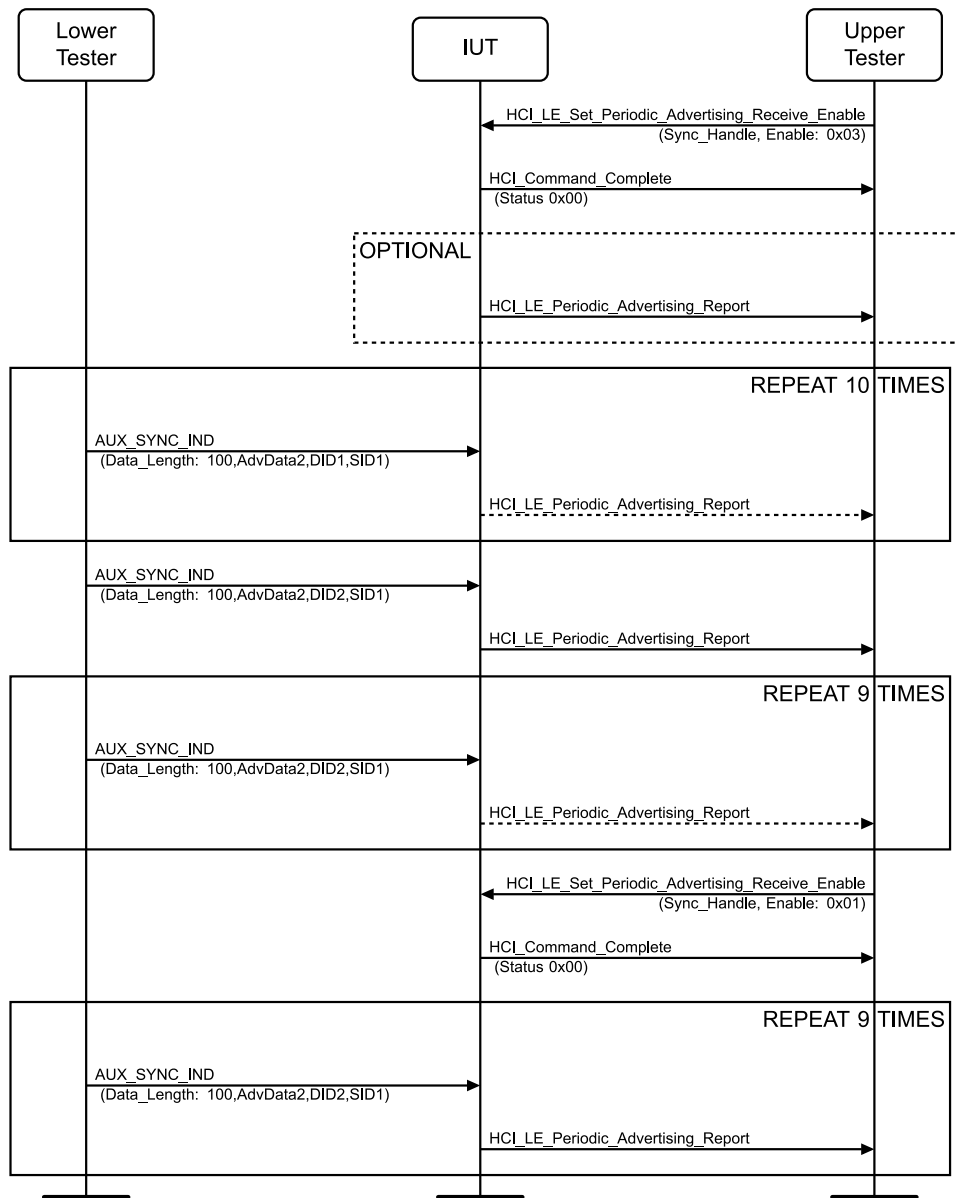 Lower
Tester
IUT
Upper
Tester
HCI_LE_Set_Periodic_Advertising_Receive_Enable
(Sync_Handle, Enable: 0x03)
HCI_Command_Complete
(Status 0x00)
OPTIONAL
HCI_LE_Periodic_Advertising_Report
REPEAT 10 TIMES
AUX_SYNC_IND
(Data_Length: 100,AdvData2,DID1,SID1)
HCI_LE_Periodic_Advertising_Report
AUX_SYNC_IND
(Data_Length: 100,AdvData2,DID2,SID1)
HCI_LE_Periodic_Advertising_Report
REPEAT 9 TIMES
AUX_SYNC_IND
(Data_Length: 100,AdvData2,DID2,SID1)
HCI_LE_Periodic_Advertising_Report
HCI_LE_Set_Periodic_Advertising_Receive_Enable
(Sync_Handle, Enable: 0x01)
HCI_Command_Complete
(Status 0x00)
REPEAT 9 TIMES
AUX_SYNC_IND
(Data_Length: 100,AdvData2,DID2,SID1)
HCI_LE_Periodic_Advertising_Report